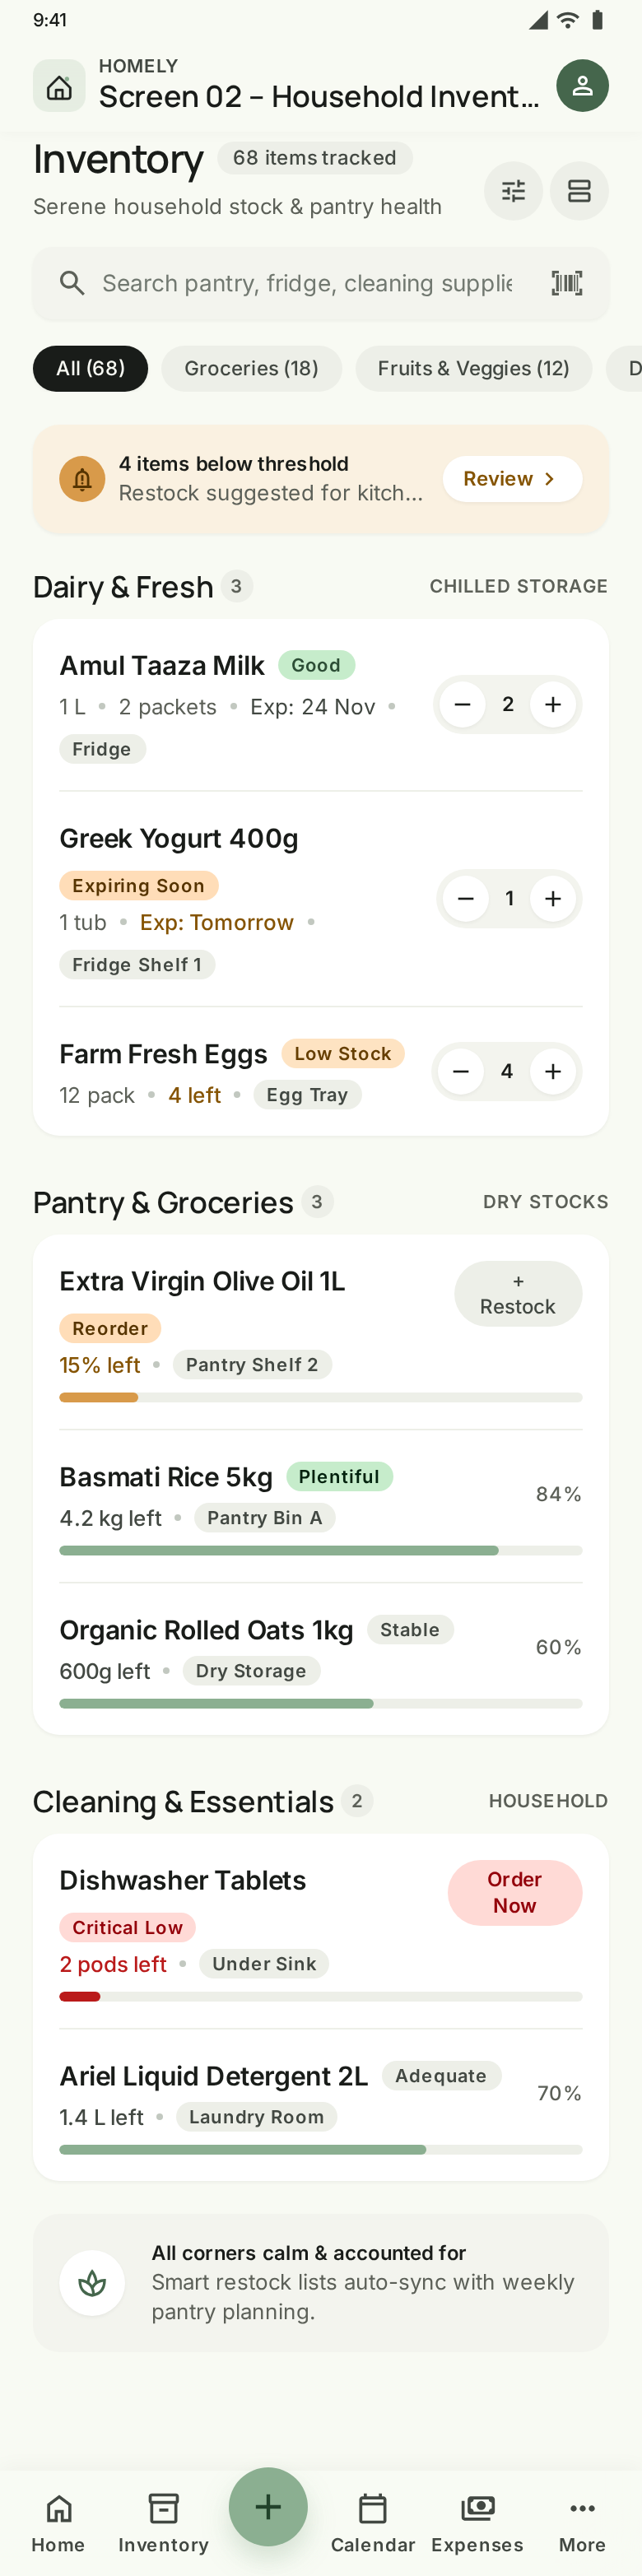 9:41
HOMELY
Screen 02 – Household Invent...
Inventory 68 items tracked
Serene household stock & pantry health
Search pantry, fridge, cleaning supplie
All (68) Groceries (18) Fruits & Veggies (12) D
4 items below threshold
Restock suggested for kitch...
Review
Dairy & Fresh 3 CHILLED STORAGE
Amul Taaza Milk Good
1 L • 2 packets • Exp: 24 Nov •
Fridge
− 2 +
Greek Yogurt 400g
Expiring Soon
1 tub • Exp: Tomorrow •
Fridge Shelf 1
− 1 +
Farm Fresh Eggs Low Stock
12 pack • 4 left • Egg Tray
− 4 +
Pantry & Groceries 3 DRY STOCKS
Extra Virgin Olive Oil 1L
Reorder
15% left • Pantry Shelf 2
+
Restock
Basmati Rice 5kg Plentiful
4.2 kg left • Pantry Bin A
84%
Organic Rolled Oats 1kg Stable
600g left • Dry Storage
60%
Cleaning & Essentials 2 HOUSEHOLD
Dishwasher Tablets
Critical Low
2 pods left • Under Sink
Order
Now
Ariel Liquid Detergent 2L Adequate
1.4 L left • Laundry Room
70%
All corners calm & accounted for
Smart restock lists auto-sync with weekly
pantry planning.
Home Inventory Calendar Expenses More